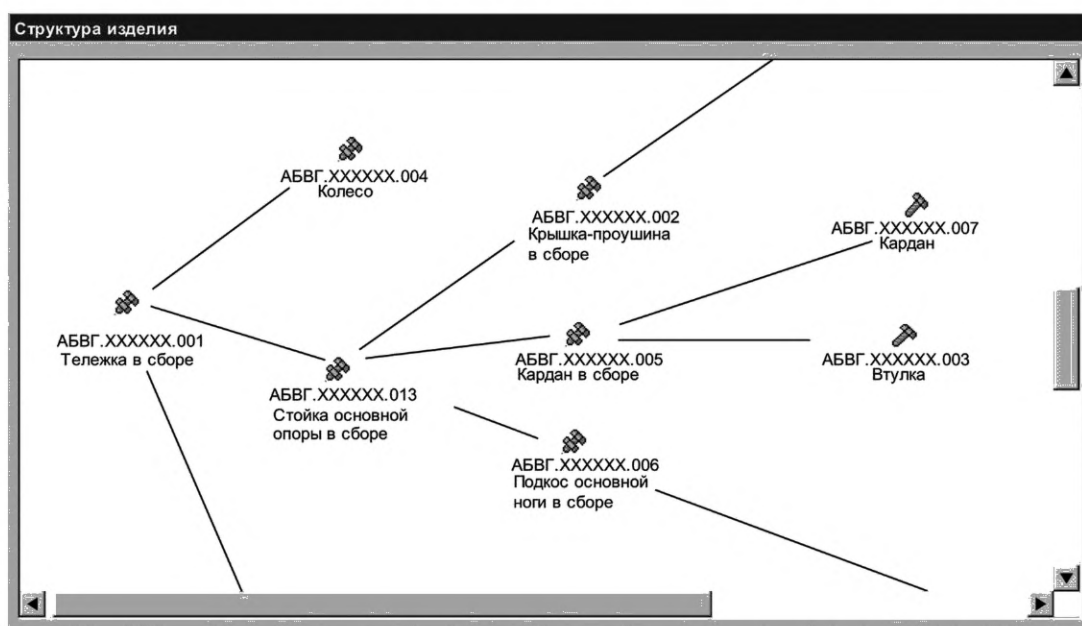 Структура изделия
АБВГ.XXXXXX.004
Колесо
АБВГ.XXXXXX.002
Крышка-проушина
в сборе
АБВГ.XXXXXX.007
Кардан
АБВГ.XXXXXX.001
Тележка в сборе
АБВГ.XXXXXX.013
Стойка основной
опоры в сборе
АБВГ.XXXXXX.005
Кардан в сборе
АБВГ.XXXXXX.003
Втулка
АБВГ.XXXXXX.006
Подкос основной
ноги в сборе